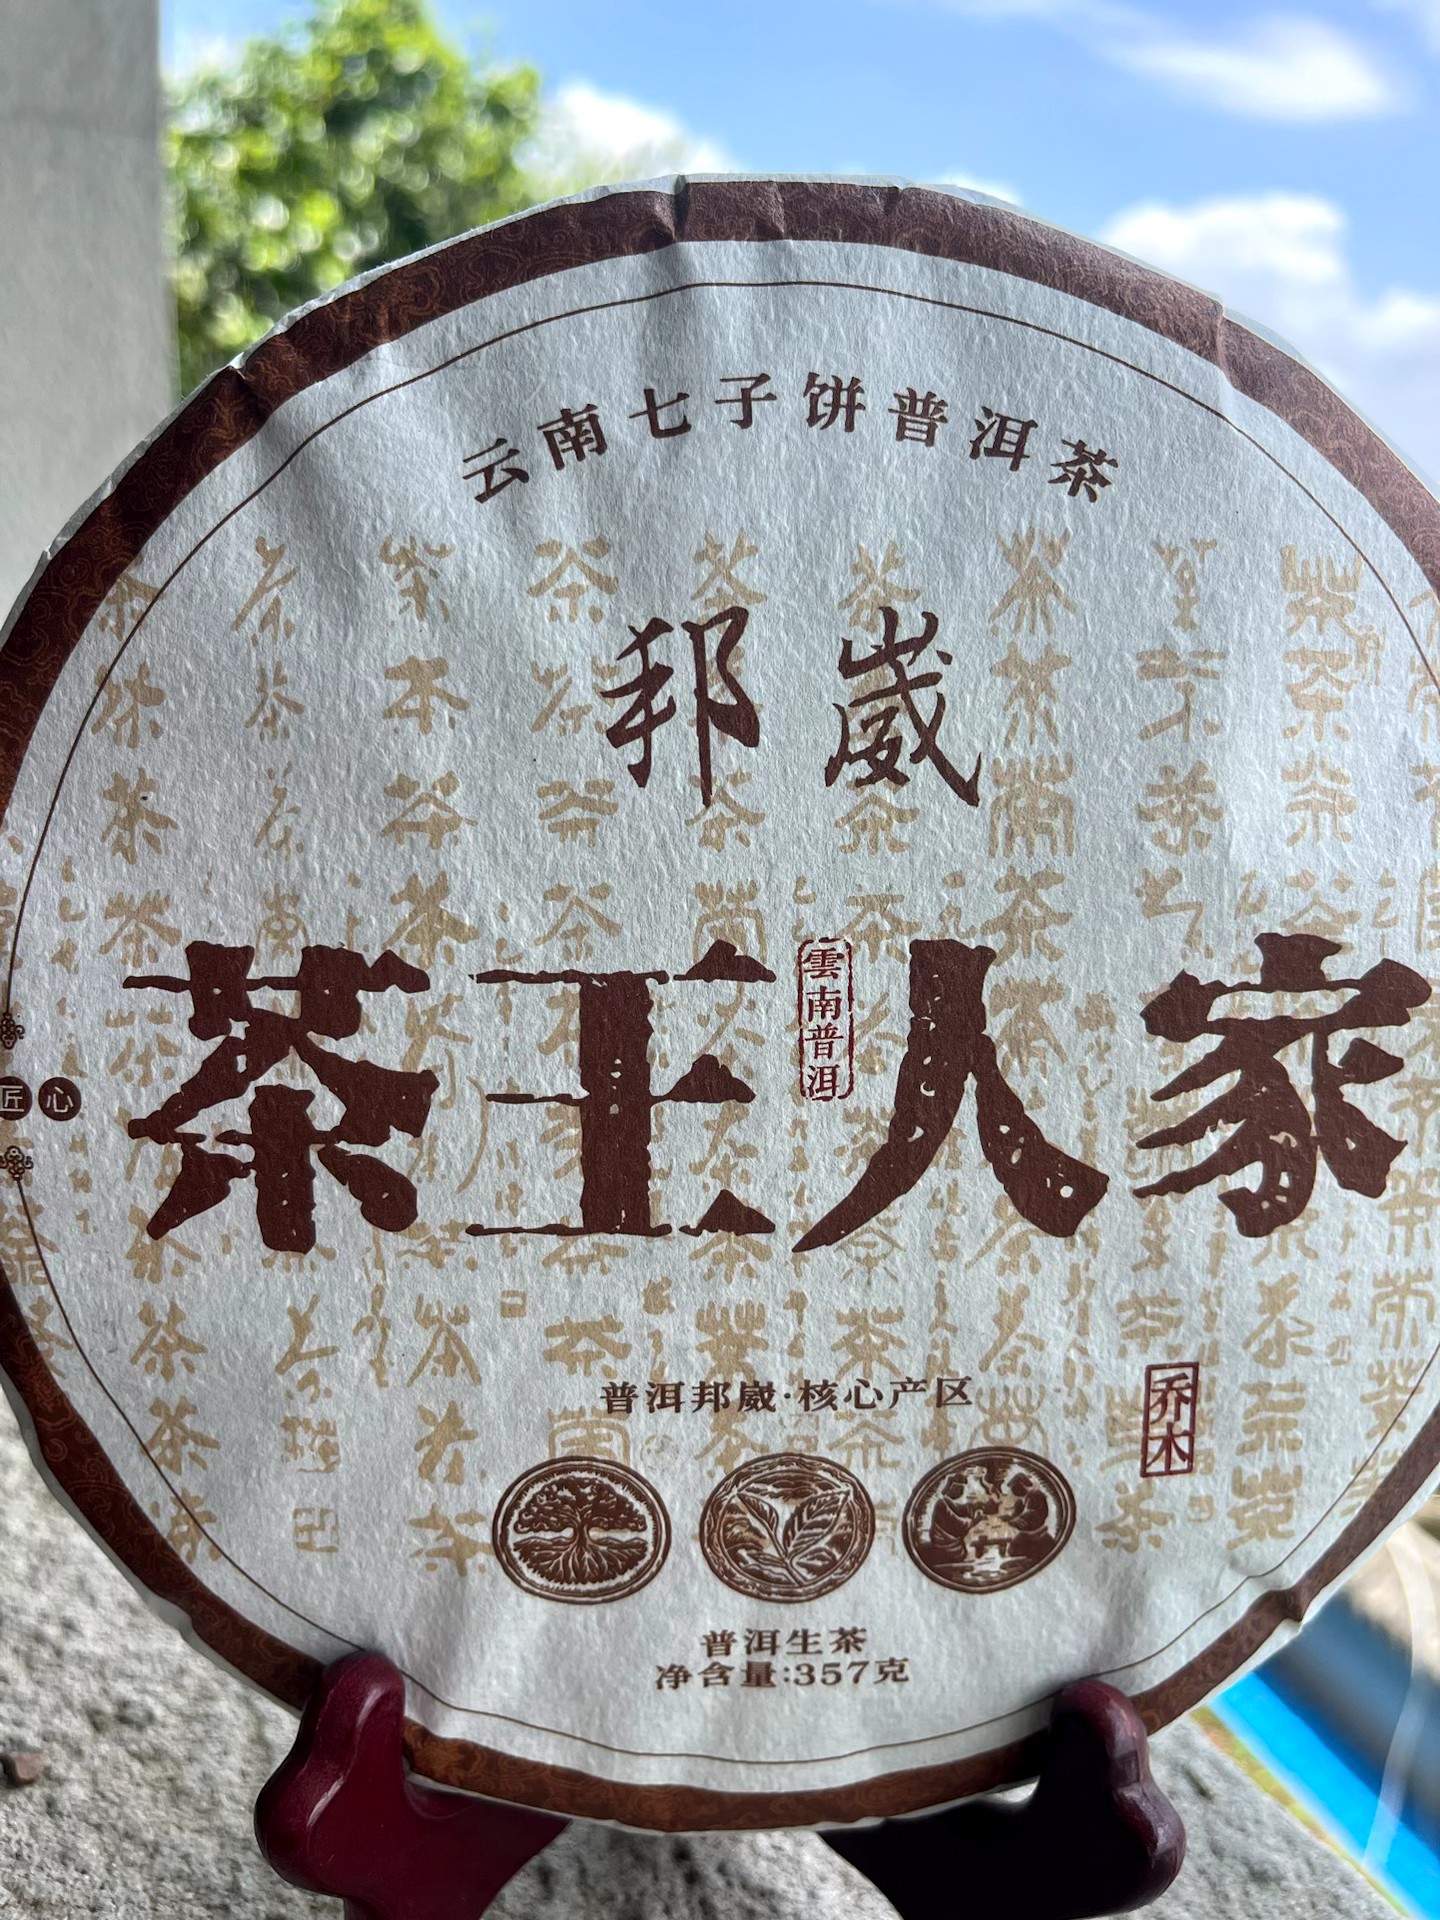 云南七子饼普洱茶
邦崴
茶王人家
雲南普洱
匠心
普洱邦崴·核心产区
乔木
普洱生茶
净含量:357克